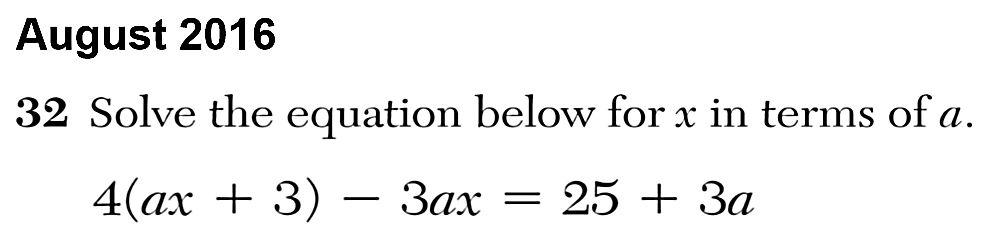 August 2016
32 Solve the equation below for x in terms of a.
4(ax + 3) − 3ax = 25 + 3a